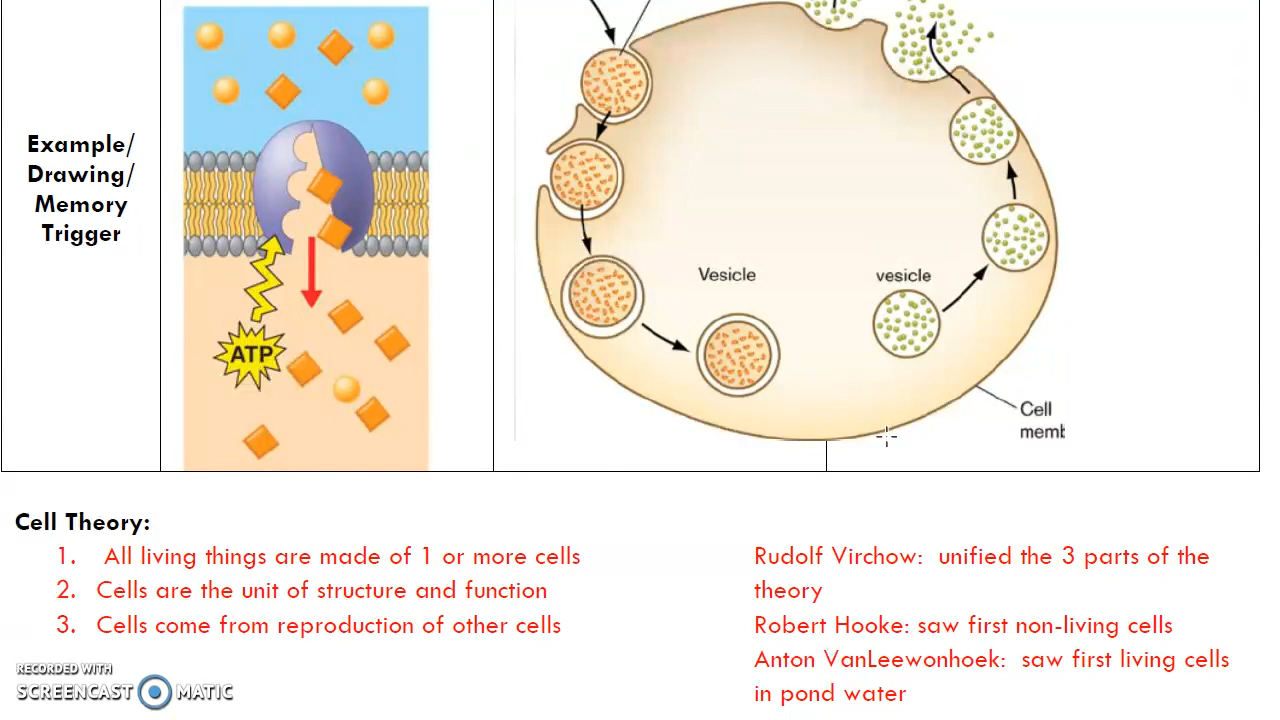 Example/
Drawing/
Memory
Trigger
ATP
Vesicle
vesicle
Cell
memb
Cell Theory:
1. All living things are made of 1 or more cells
2. Cells are the unit of structure and function
3. Cells come from reproduction of other cells
Rudolf Virchow: unified the 3 parts of the
theory
Robert Hooke: saw first non-living cells
Anton VanLeewonhoek: saw first living cells
in pond water
RECORDED WITH
SCREENCAST MATIC